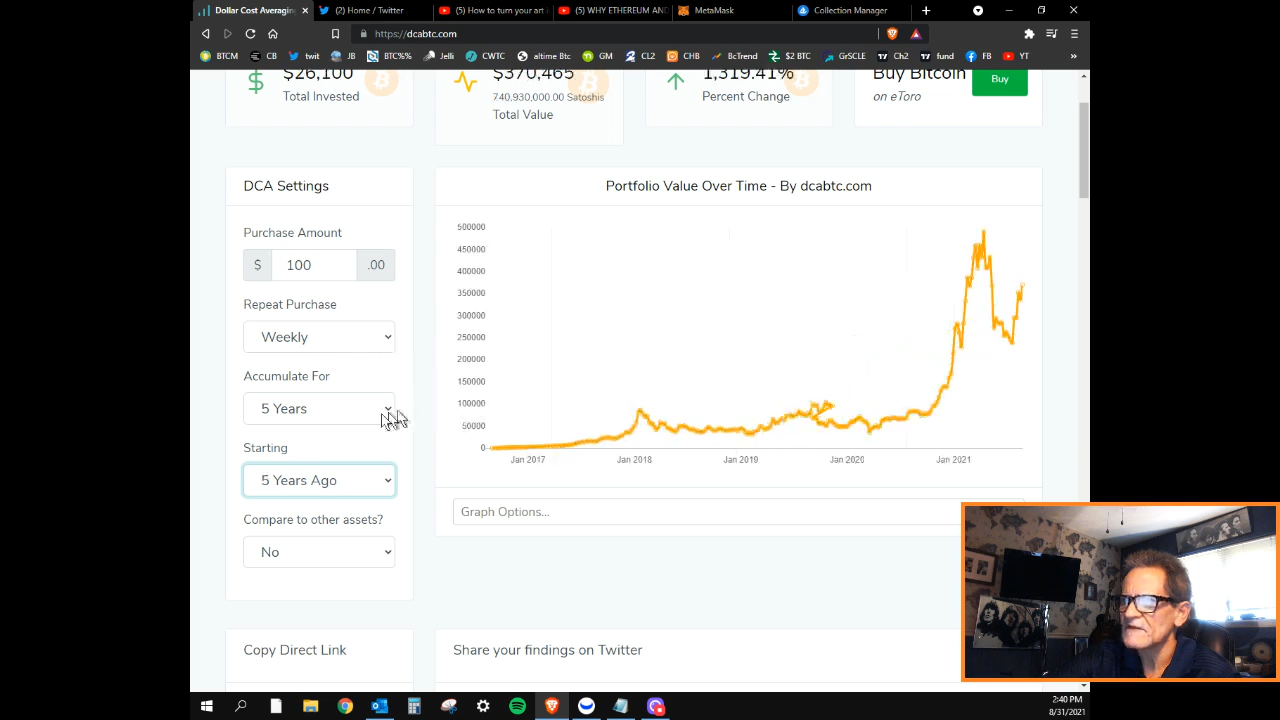 Dollar Cost Averaging
(2) Home / Twitter
(5) How to turn your art i
(5) WHY ETHEREUM AND
MetaMask
Collection Manager
https://dcabtc.com
BTCM
CB
twit
JB
BTC%%
Jelli
CWTC
altime Btc
GM
CL2
CHB
BcTrend
$2 BTC
GrSCLE
Ch2
fund
FB
YT
$26,100
Total Invested
$370,465
740,930,000.00 Satoshis
Total Value
1,319.41%
Percent Change
Buy Bitcoin
on eToro
Buy
DCA Settings
Purchase Amount
$ 100 .00
Repeat Purchase
Weekly
Accumulate For
5 Years
Starting
5 Years Ago
Compare to other assets?
No
Portfolio Value Over Time - By dcabtc.com
500000
450000
400000
350000
300000
250000
200000
150000
100000
50000
0
Jan 2017 Jan 2018 Jan 2019 Jan 2020 Jan 2021
Graph Options...
Copy Direct Link
Share your findings on Twitter
2:40 PM
8/31/2021